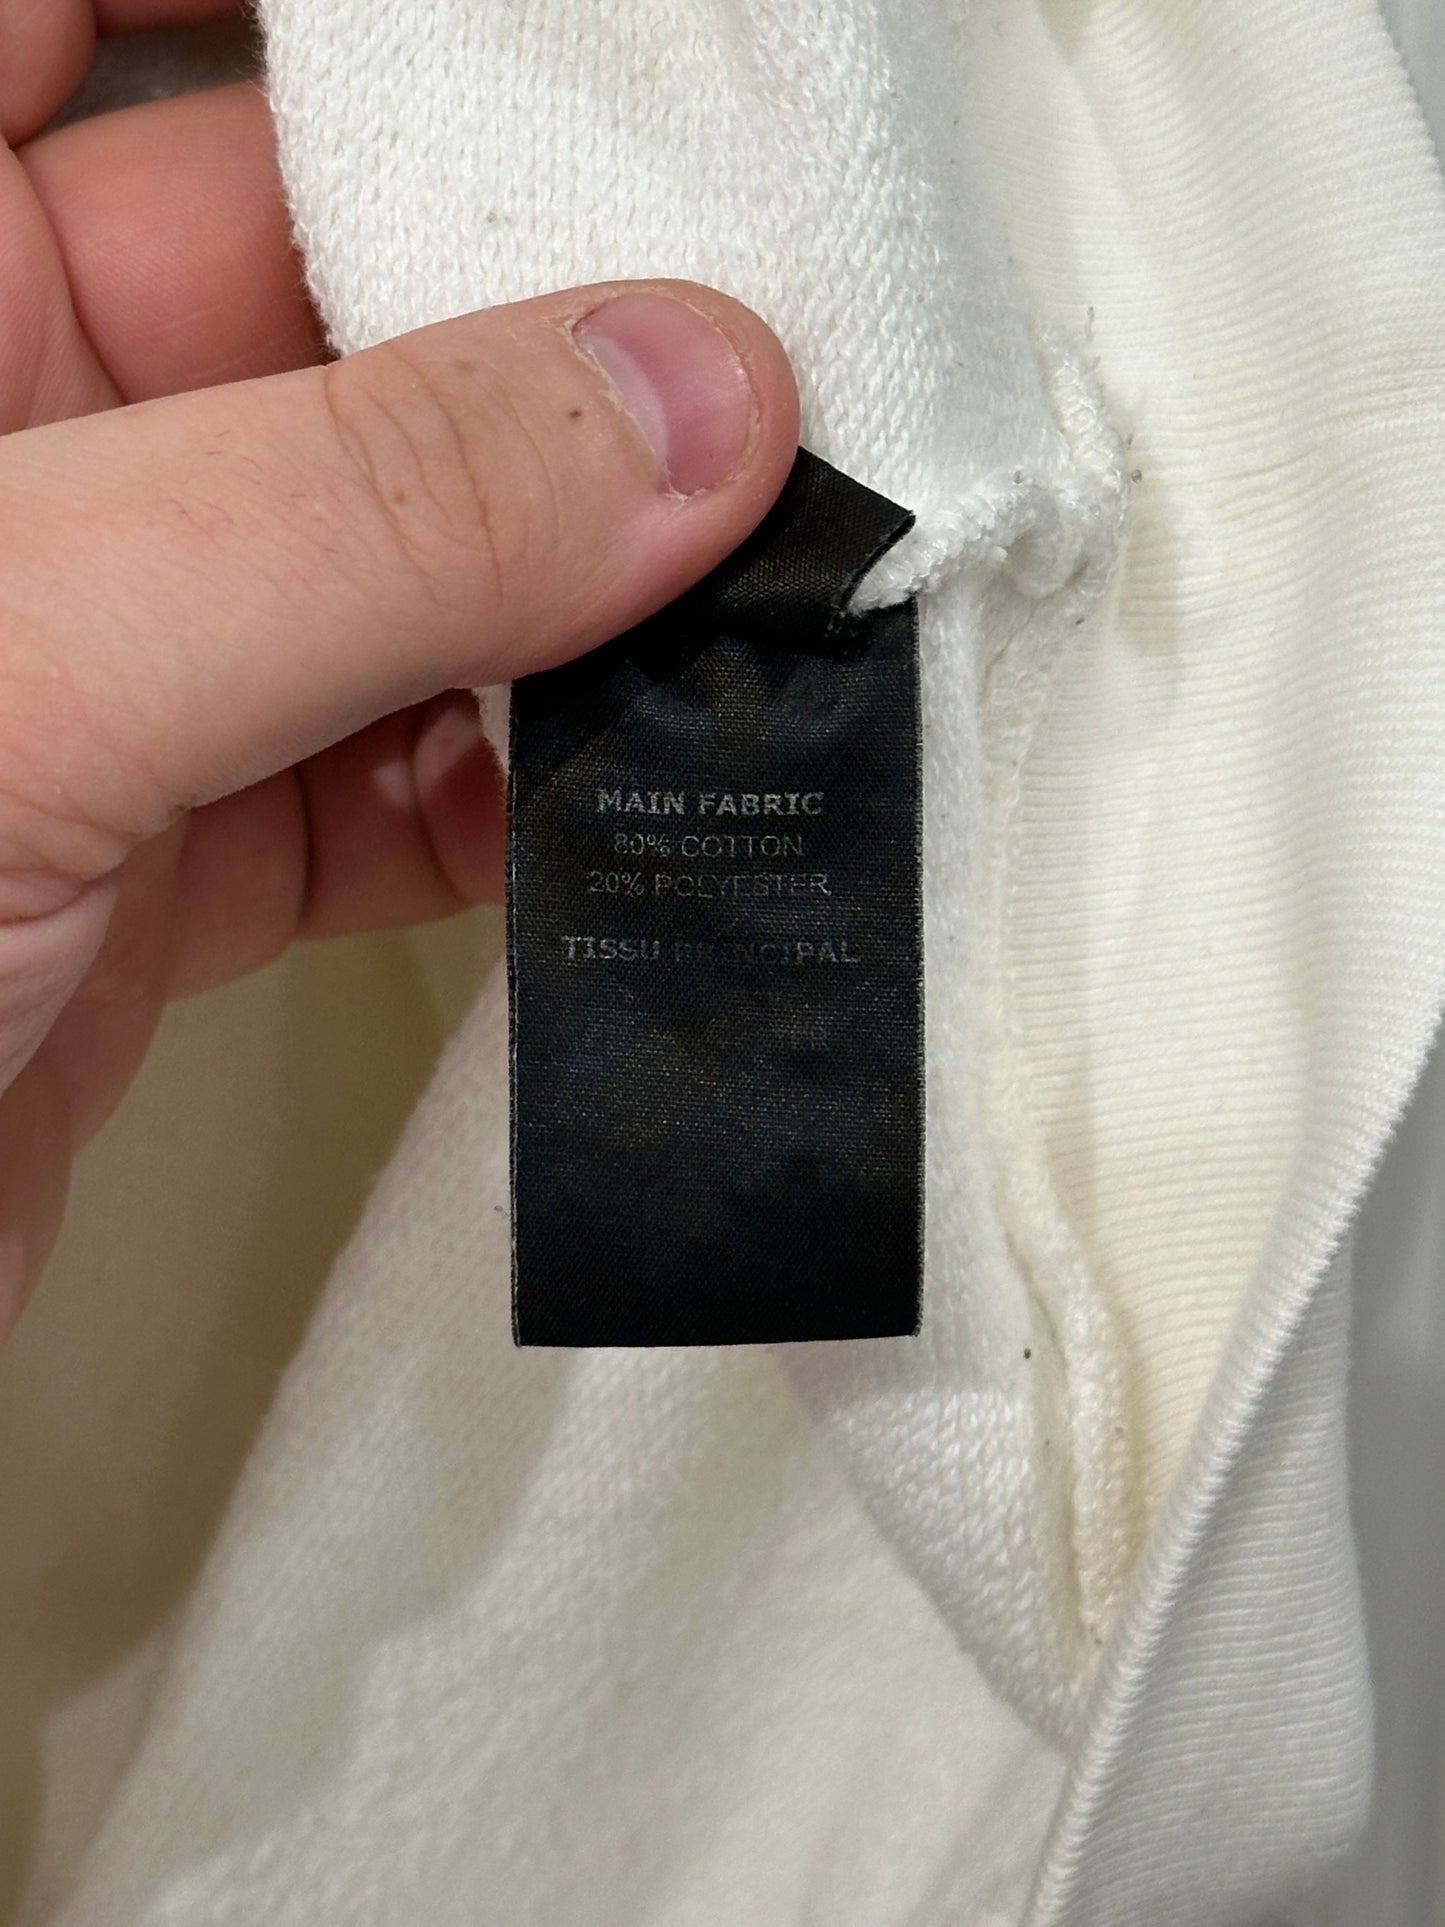 MAIN FABRIC
80% COTTON
20% POLYESTER
TISSU PRINCIPAL